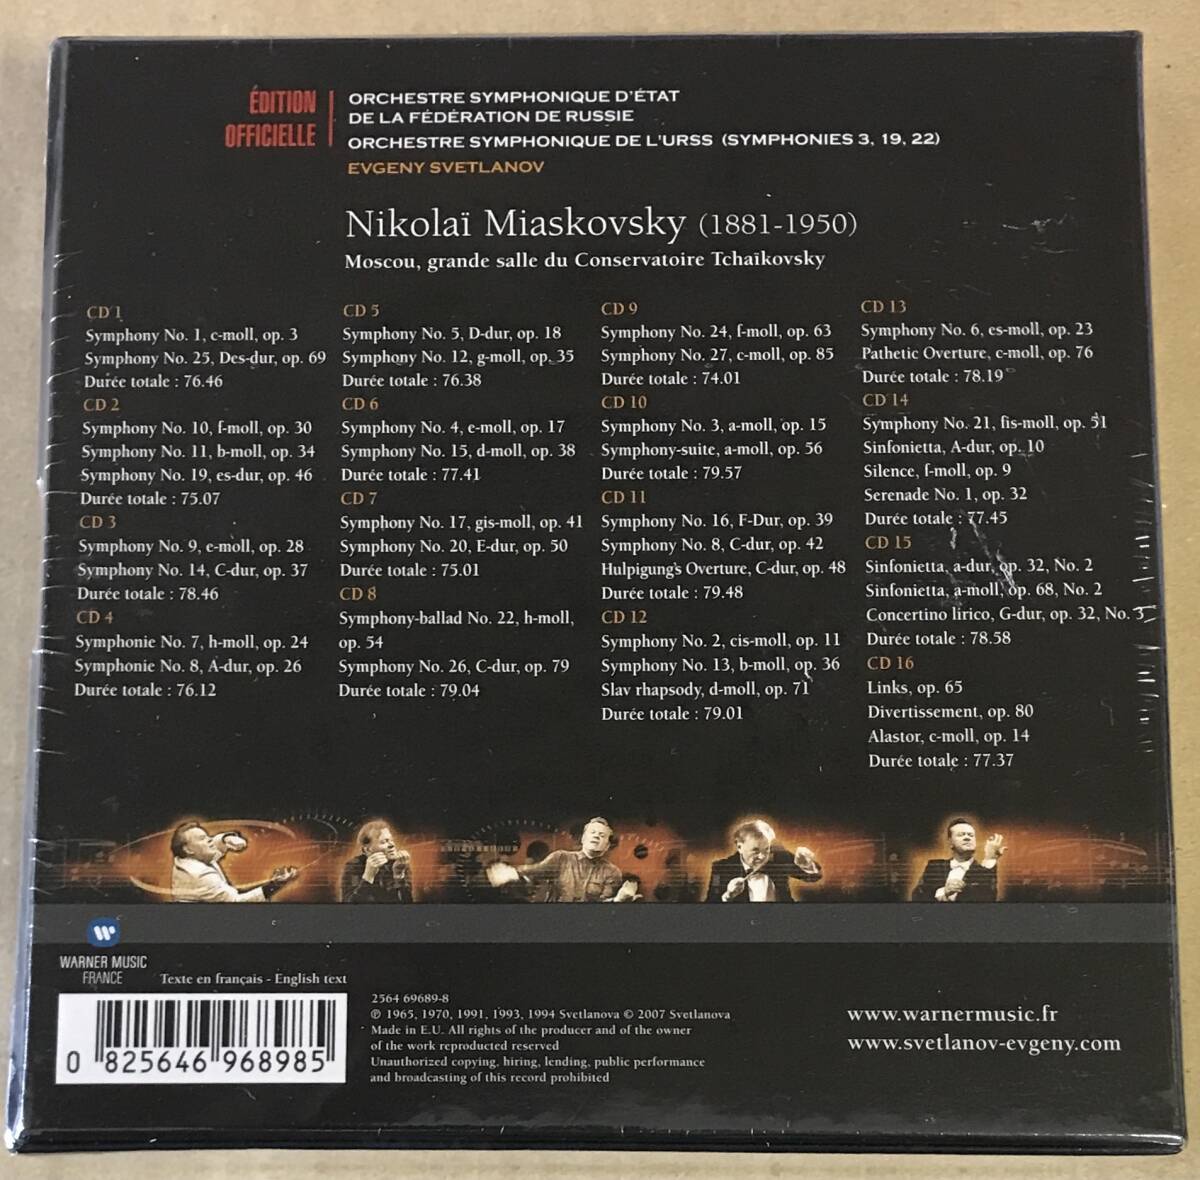 ÉDITION
OFFICIELLE
ORCHESTRE SYMPHONIQUE D'ÉTAT
DE LA FÉDÉRATION DE RUSSIE
ORCHESTRE SYMPHONIQUE DE L'URSS (SYMPHONIES 3, 19, 22)
EVGENY SVETLANOV
Nikolaï Miaskovsky (1881-1950)
Moscou, grande salle du Conservatoire Tchaïkovsky
CD 1
Symphony No. 1, c-moll, op. 3
Symphony No. 25, Des-dur, op. 69
Durée totale : 76.46
CD 2
Symphony No. 10, f-moll, op. 30
Symphony No. 11, b-moll, op. 34
Symphony No. 19, es-dur, op. 46
Durée totale : 75.07
CD 3
Symphony No. 9, e-moll, op. 28
Symphony No. 14, C-dur, op. 37
Durée totale : 78.46
CD 4
Symphonie No. 7, h-moll, op. 24
Symphonie No. 8, A-dur, op. 26
Durée totale : 76.12
CD 5
Symphony No. 5, D-dur, op. 18
Symphony No. 12, g-moll, op. 35
Durée totale : 76.38
CD 6
Symphony No. 4, e-moll, op. 17
Symphony No. 15, d-moll, op. 38
Durée totale : 77.41
CD 7
Symphony No. 17, gis-moll, op. 41
Symphony No. 20, E-dur, op. 50
Durée totale : 75.01
CD 8
Symphony-ballad No. 22, h-moll,
op. 54
Symphony No. 26, C-dur, op. 79
Durée totale : 79.04
CD 9
Symphony No. 24, f-moll, op. 63
Symphony No. 27, c-moll, op. 85
Durée totale : 74.01
CD 10
Symphony No. 3, a-moll, op. 15
Symphony-suite, a-moll, op. 56
Durée totale : 79.57
CD 11
Symphony No. 16, F-Dur, op. 39
Symphony No. 8, C-dur, op. 42
Hulpigung's Overture, C-dur, op. 48
Durée totale : 79.48
CD 12
Symphony No. 2, cis-moll, op. 11
Symphony No. 13, b-moll, op. 36
Slav rhapsody, d-moll, op. 71
Durée totale : 79.01
CD 13
Symphony No. 6, es-moll, op. 23
Pathetic Overture, c-moll, op. 76
Durée totale : 78.19
CD 14
Symphony No. 21, fis-moll, op. 51
Sinfonietta, A-dur, op. 10
Silence, f-moll, op. 9
Serenade No. 1, op. 32
Durée totale : 77.45
CD 15
Sinfonietta, a-dur, op. 32, No. 2
Sinfonietta, a-moll, op. 68, No. 2
Concertino lirico, G-dur, op. 32, No. 3
Durée totale : 78.58
CD 16
Links, op. 65
Divertissement, op. 80
Alastor, c-moll, op. 14
Durée totale : 77.37
WARNER MUSIC
FRANCE
Texte en français - English text
0 825646 968985
2564 69689-8
℗ 1965, 1970, 1991, 1993, 1994 Svetlanova © 2007 Svetlanova
Made in E.U. All rights of the producer and of the owner
of the work reproducted reserved
Unauthorized copying, hiring, lending, public performance
and broadcasting of this record prohibited
www.warnermusic.fr
www.svetlanov-evgeny.com